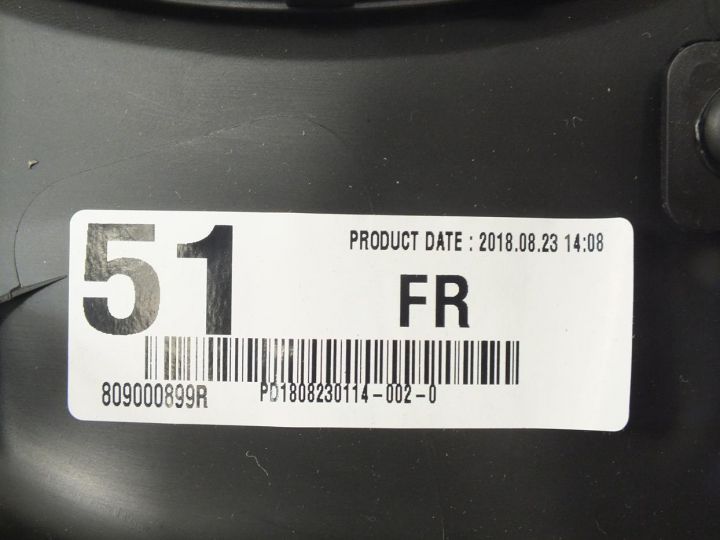 51
PRODUCT DATE : 2018.08.23 14:08
FR
809000899R PD1808230114-002-0